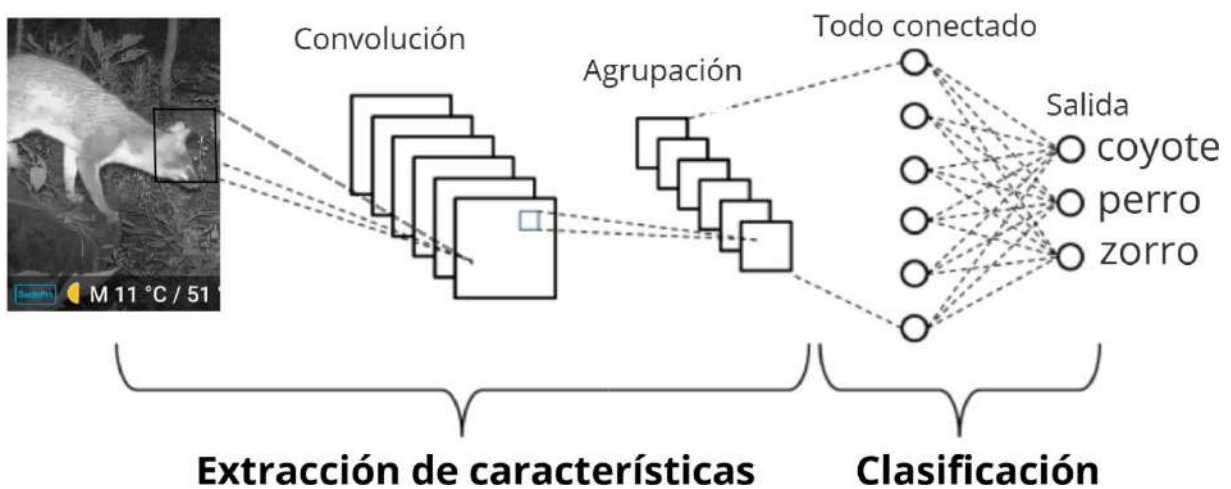 Convolución
Agrupación
Todo conectado
Salida
coyote
perro
zorro
M 11 °C / 51
Extracción de características
Clasificación